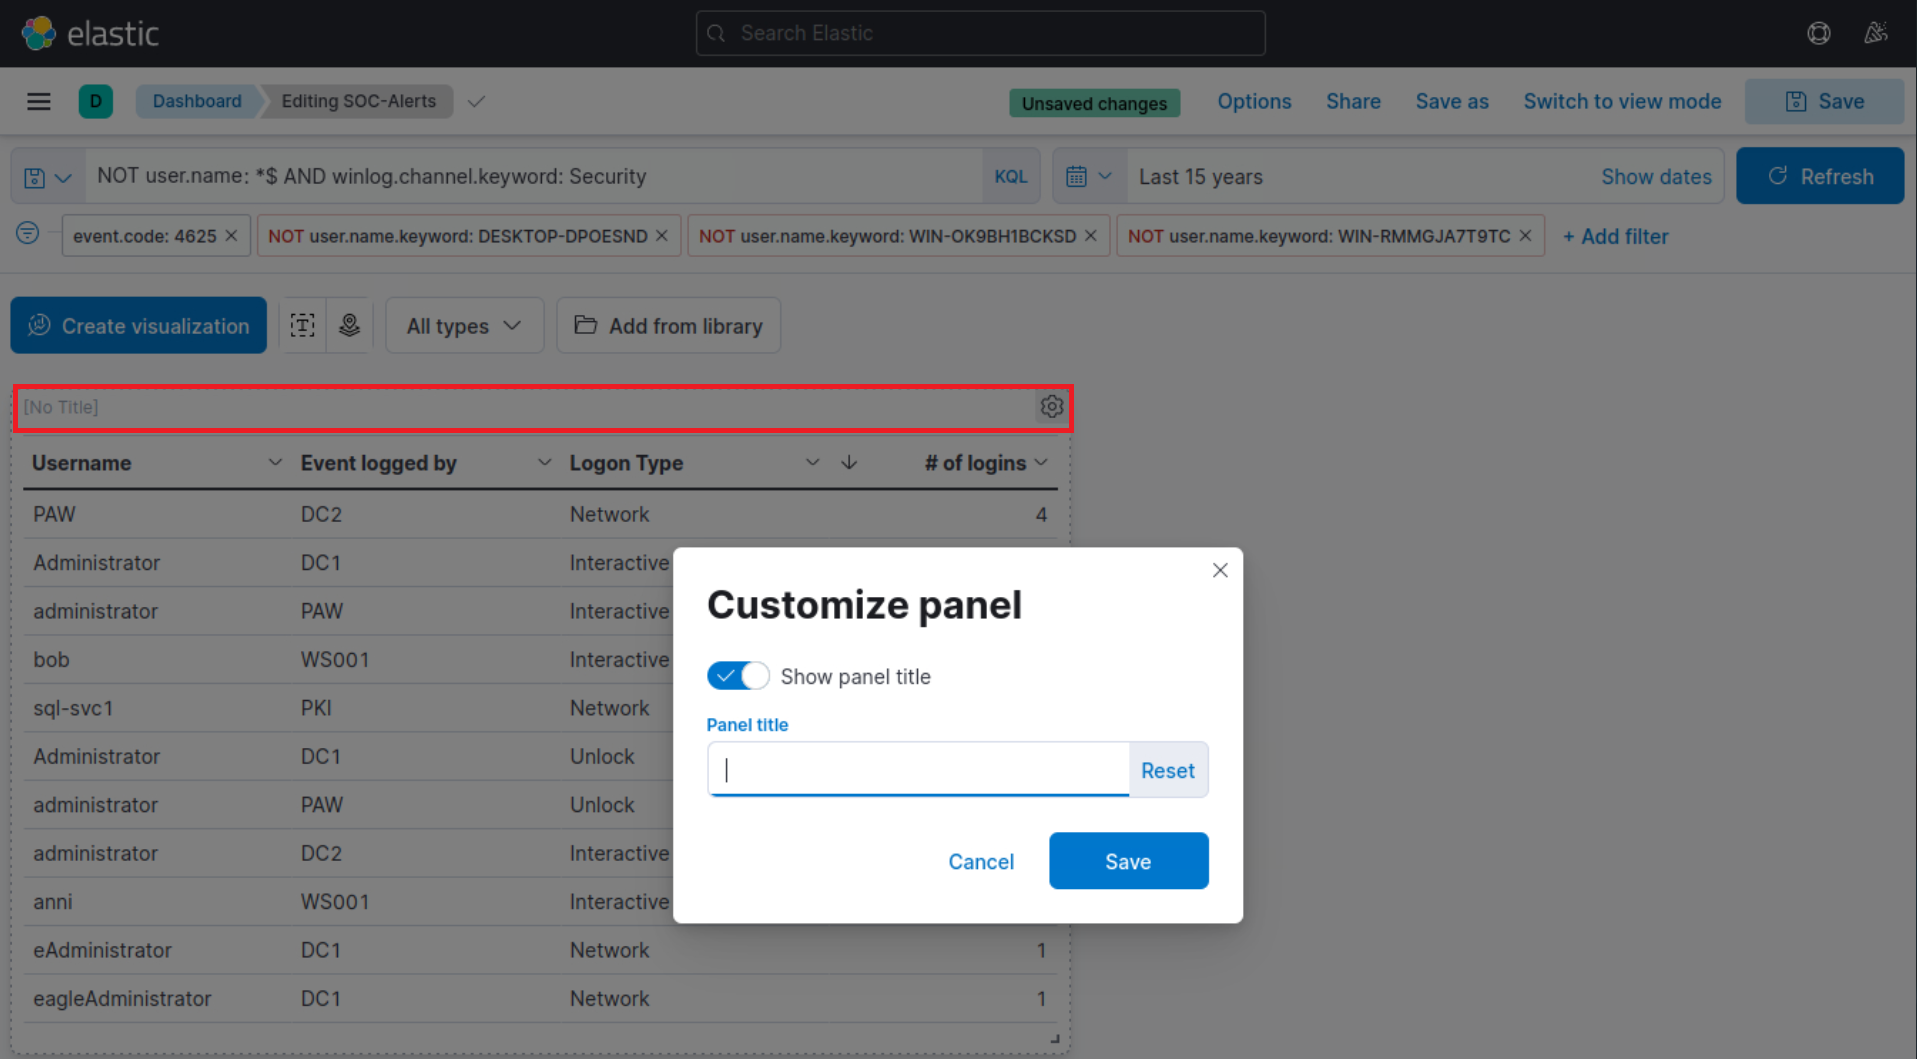 elastic
Search Elastic
D
Dashboard
Editing SOC-Alerts
Unsaved changes
Options
Share
Save as
Switch to view mode
Save
NOT user.name: *$ AND winlog.channel.keyword: Security
KQL
Last 15 years
Show dates
Refresh
event.code: 4625 ×
NOT user.name.keyword: DESKTOP-DPOESND ×
NOT user.name.keyword: WIN-OK9BH1BCKSD ×
NOT user.name.keyword: WIN-RMMGJA7T9TC ×
+ Add filter
Create visualization
T
All types
Add from library
[No Title]
Username
Event logged by
Logon Type
# of logins
PAW DC2 Network 4
Administrator DC1 Interactive
administrator PAW Interactive
bob WS001 Interactive
sql-svc1 PKI Network
Administrator DC1 Unlock
administrator PAW Unlock
administrator DC2 Interactive
anni WS001 Interactive
eAdministrator DC1 Network 1
eagleAdministrator DC1 Network 1
Customize panel
Show panel title
Panel title
Reset
Cancel
Save